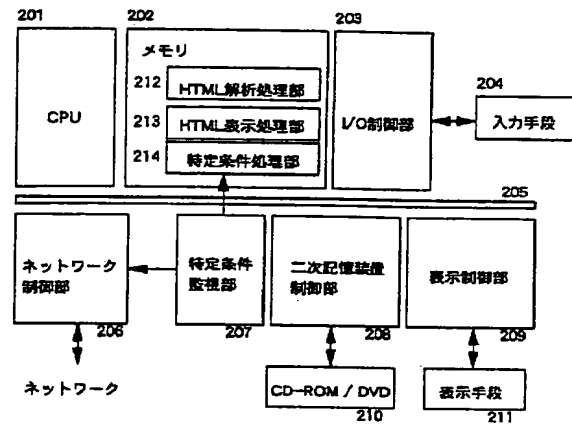 201
202
203
メモリ
212
HTML解析処理部
204
CPU
213
HTML表示処理部
I/O制御部
入力手段
214
特定条件処理部
205
ネットワーク
制御部
特定条件
監視部
二次記憶装置
制御部
表示制御部
206
207
208
209
ネットワーク
CD-ROM / DVD
表示手段
210
211